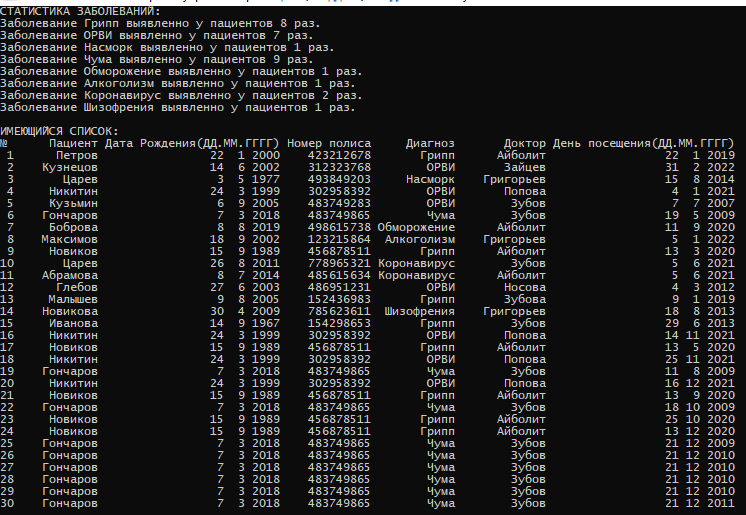 СТАТИСТИКА ЗАБОЛЕВАНИЙ:
Заболевание Грипп выявленно у пациентов 8 раз.
Заболевание ОРВИ выявленно у пациентов 7 раз.
Заболевание Насморк выявленно у пациентов 1 раз.
Заболевание Чума выявленно у пациентов 9 раз.
Заболевание Обморожение выявленно у пациентов 1 раз.
Заболевание Алкоголизм выявленно у пациентов 1 раз.
Заболевание Коронавирус выявленно у пациентов 2 раз.
Заболевание Шизофрения выявленно у пациентов 1 раз.
ИМЕЮЩИЙСЯ СПИСОК:
№ Пациент Дата Рождения(ДД.ММ.ГГГГ) Номер полиса Диагноз Доктор День посещения(ДД.ММ.ГГГГ)
1 Петров 22 1 2000 423212678 Грипп Айболит 22 1 2019
2 Кузнецов 14 6 2002 312323768 ОРВИ Зайцев 31 2 2022
3 Царев 3 5 1977 493849203 Насморк Григорьев 15 8 2014
4 Никитин 24 3 1999 302958392 ОРВИ Попова 4 1 2021
5 Кузьмин 6 9 2005 483749283 ОРВИ Зубов 7 7 2007
6 Гончаров 7 3 2018 483749865 Чума Зубов 19 5 2009
7 Боброва 8 8 2019 498615738 Обморожение Айболит 11 9 2020
8 Максимов 18 9 2002 123215864 Алкоголизм Григорьев 5 1 2022
9 Новиков 15 9 1989 456878511 Грипп Айболит 13 3 2020
10 Царев 26 8 2011 778965321 Коронавирус Зубов 5 6 2021
11 Абрамова 8 7 2014 485615634 Коронавирус Айболит 5 6 2021
12 Глебов 27 6 2003 486951231 ОРВИ Носова 4 3 2012
13 Малышев 9 8 2005 152436983 Грипп Зубова 9 1 2019
14 Новикова 30 4 2009 785623611 Шизофрения Григорьев 18 8 2013
15 Иванова 14 9 1967 154298653 Грипп Зубов 29 6 2013
16 Никитин 24 3 1999 302958392 ОРВИ Попова 14 11 2021
17 Новиков 15 9 1989 456878511 Грипп Айболит 13 5 2020
18 Никитин 24 3 1999 302958392 ОРВИ Попова 25 11 2021
19 Гончаров 7 3 2018 483749865 Чума Зубов 11 8 2009
20 Никитин 24 3 1999 302958392 ОРВИ Попова 16 12 2021
21 Новиков 15 9 1989 456878511 Грипп Айболит 13 9 2020
22 Гончаров 7 3 2018 483749865 Чума Зубов 18 10 2009
23 Новиков 15 9 1989 456878511 Грипп Айболит 25 10 2020
24 Новиков 15 9 1989 456878511 Грипп Айболит 13 12 2020
25 Гончаров 7 3 2018 483749865 Чума Зубов 21 12 2009
26 Гончаров 7 3 2018 483749865 Чума Зубов 21 12 2010
27 Гончаров 7 3 2018 483749865 Чума Зубов 21 12 2010
28 Гончаров 7 3 2018 483749865 Чума Зубов 21 12 2010
29 Гончаров 7 3 2018 483749865 Чума Зубов 21 12 2010
30 Гончаров 7 3 2018 483749865 Чума Зубов 21 12 2011